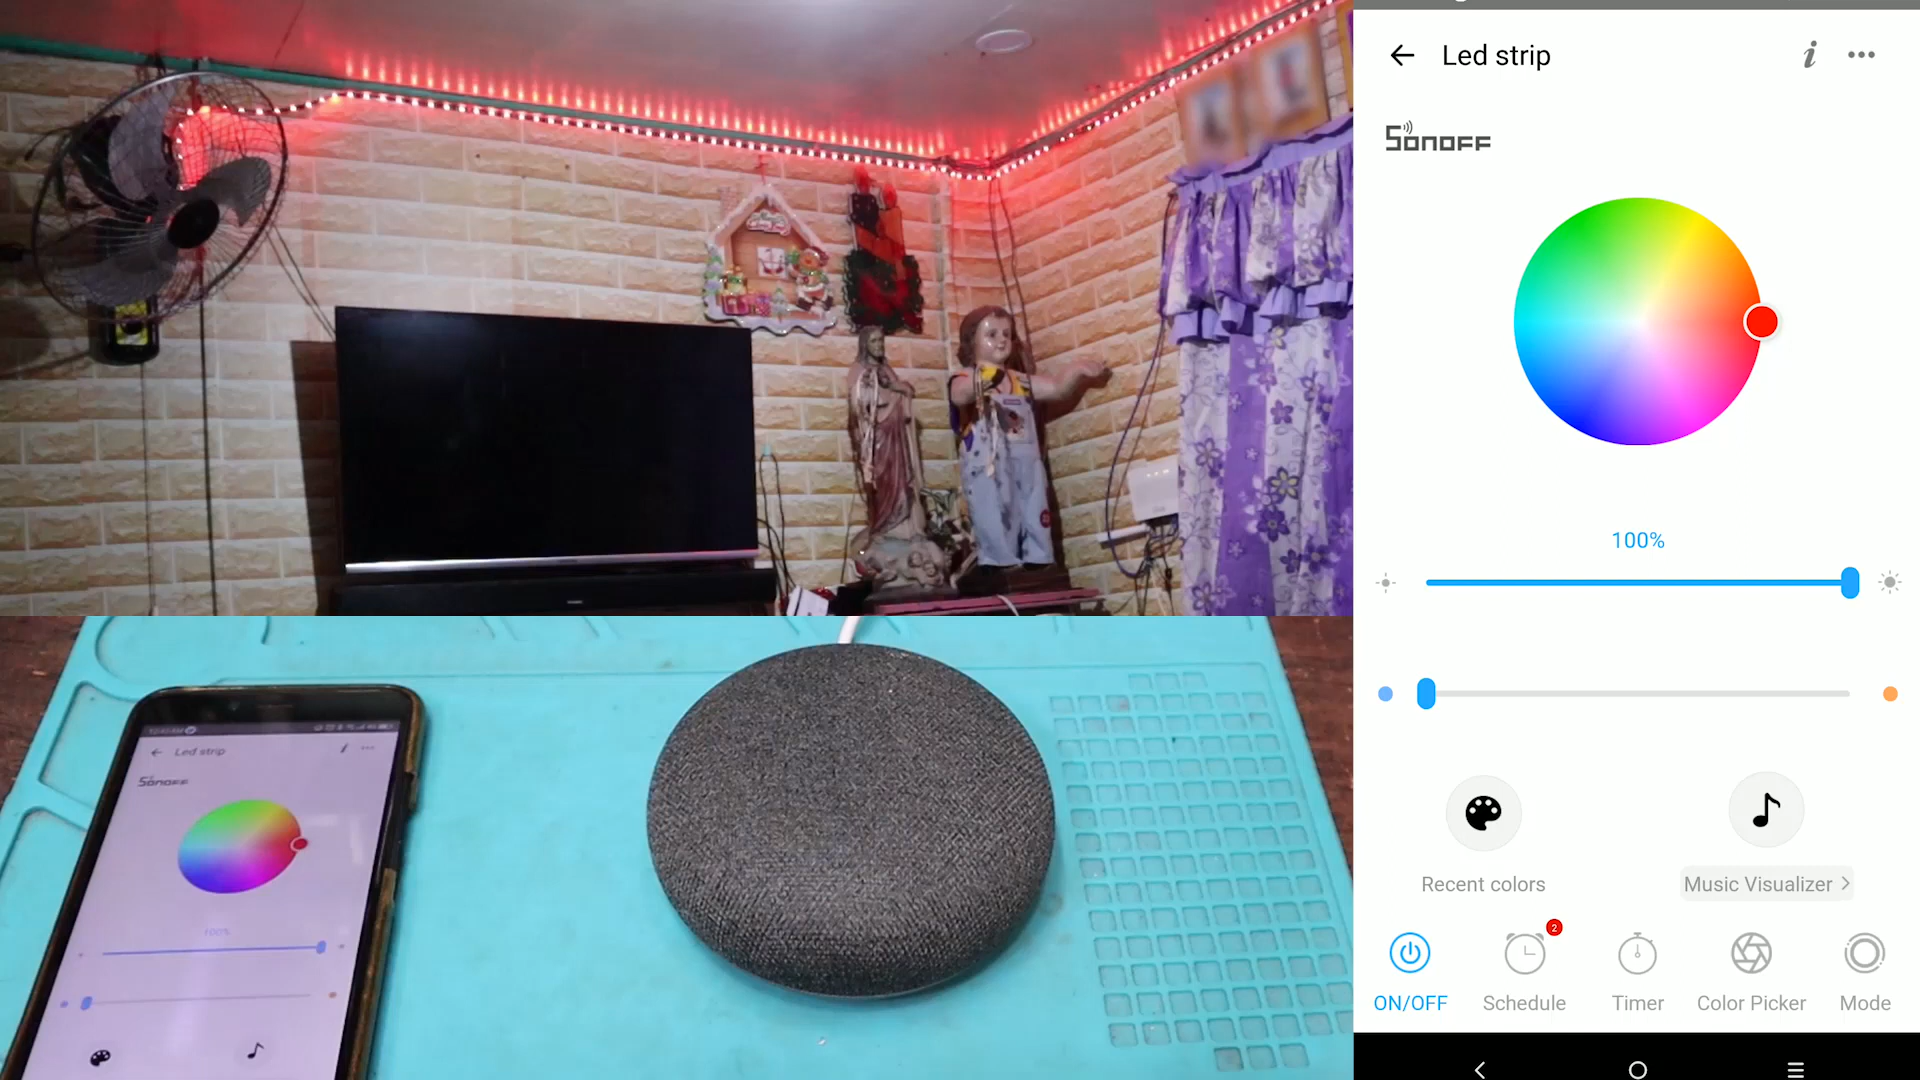 Led strip
SONOFF
100%
Recent colors
Music Visualizer >
2
ON/OFF
Schedule
Timer
Color Picker
Mode
Led strip
SONOFF
100%